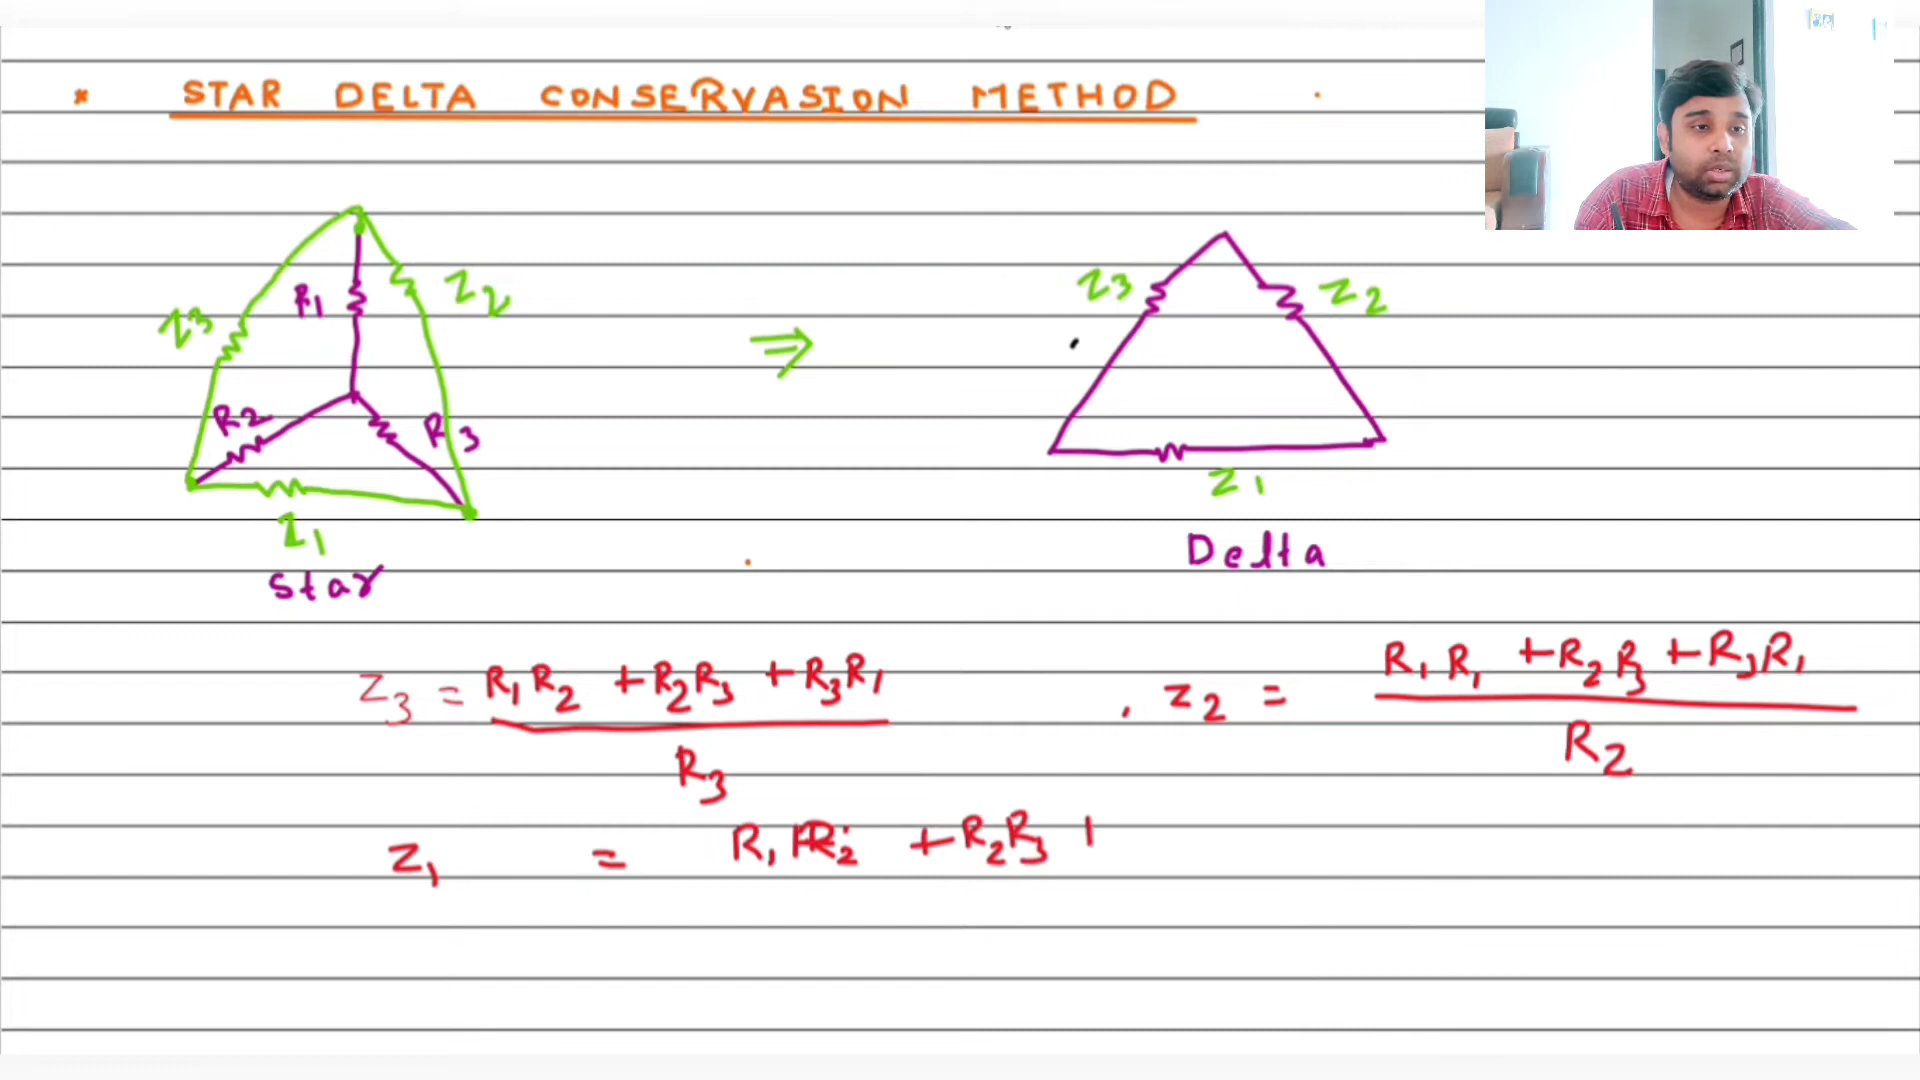 * STAR DELTA CONSERVASION METHOD
Z3 R1 Z2
R2 R3
Z1
Star
⇒
Z3 Z2
Z1
Delta
Z3 = R1R2 + R2R3 + R3R1 / R3 , Z2 = R1R1 + R2R3 + R3R1 / R2
Z1 = R1R2 + R2R3 +